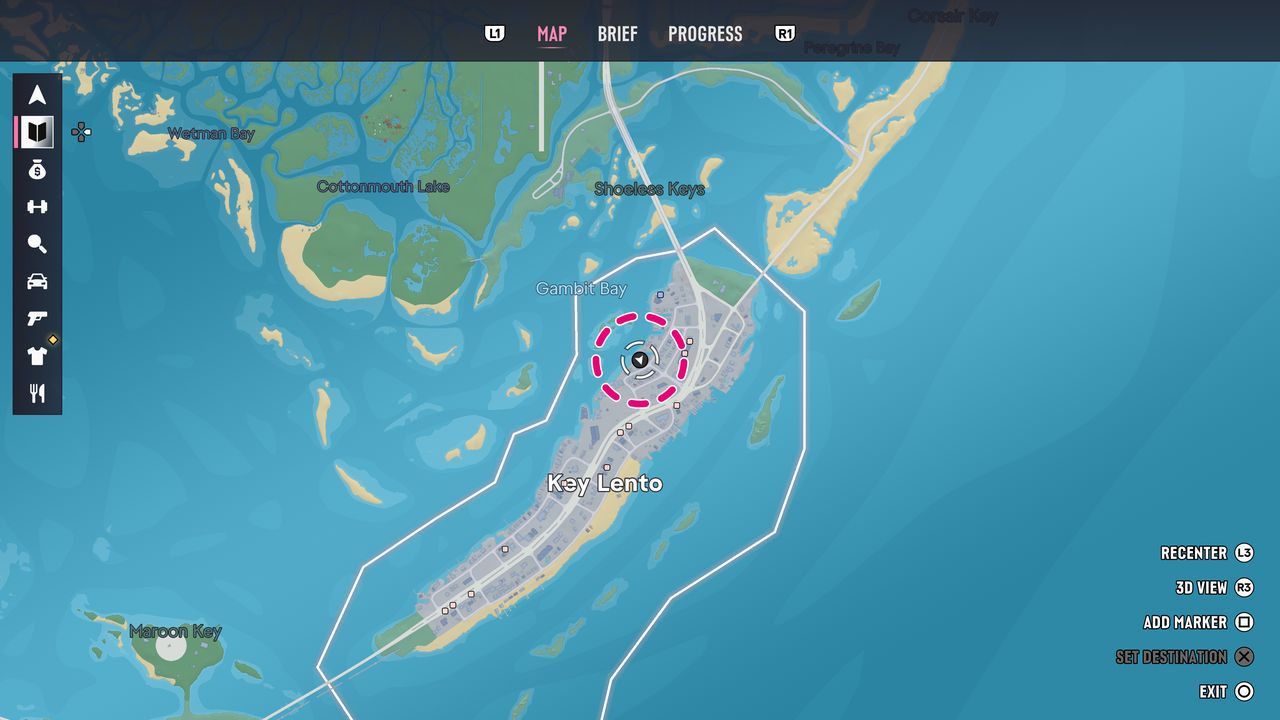 L1 MAP BRIEF PROGRESS R1
Corsair Key
Peregrine Bay
Wetman Bay
Cottonmouth Lake
Shoeless Keys
Gambit Bay
Key Lento
Maroon Key
RECENTER L3
3D VIEW R3
ADD MARKER
SET DESTINATION
EXIT